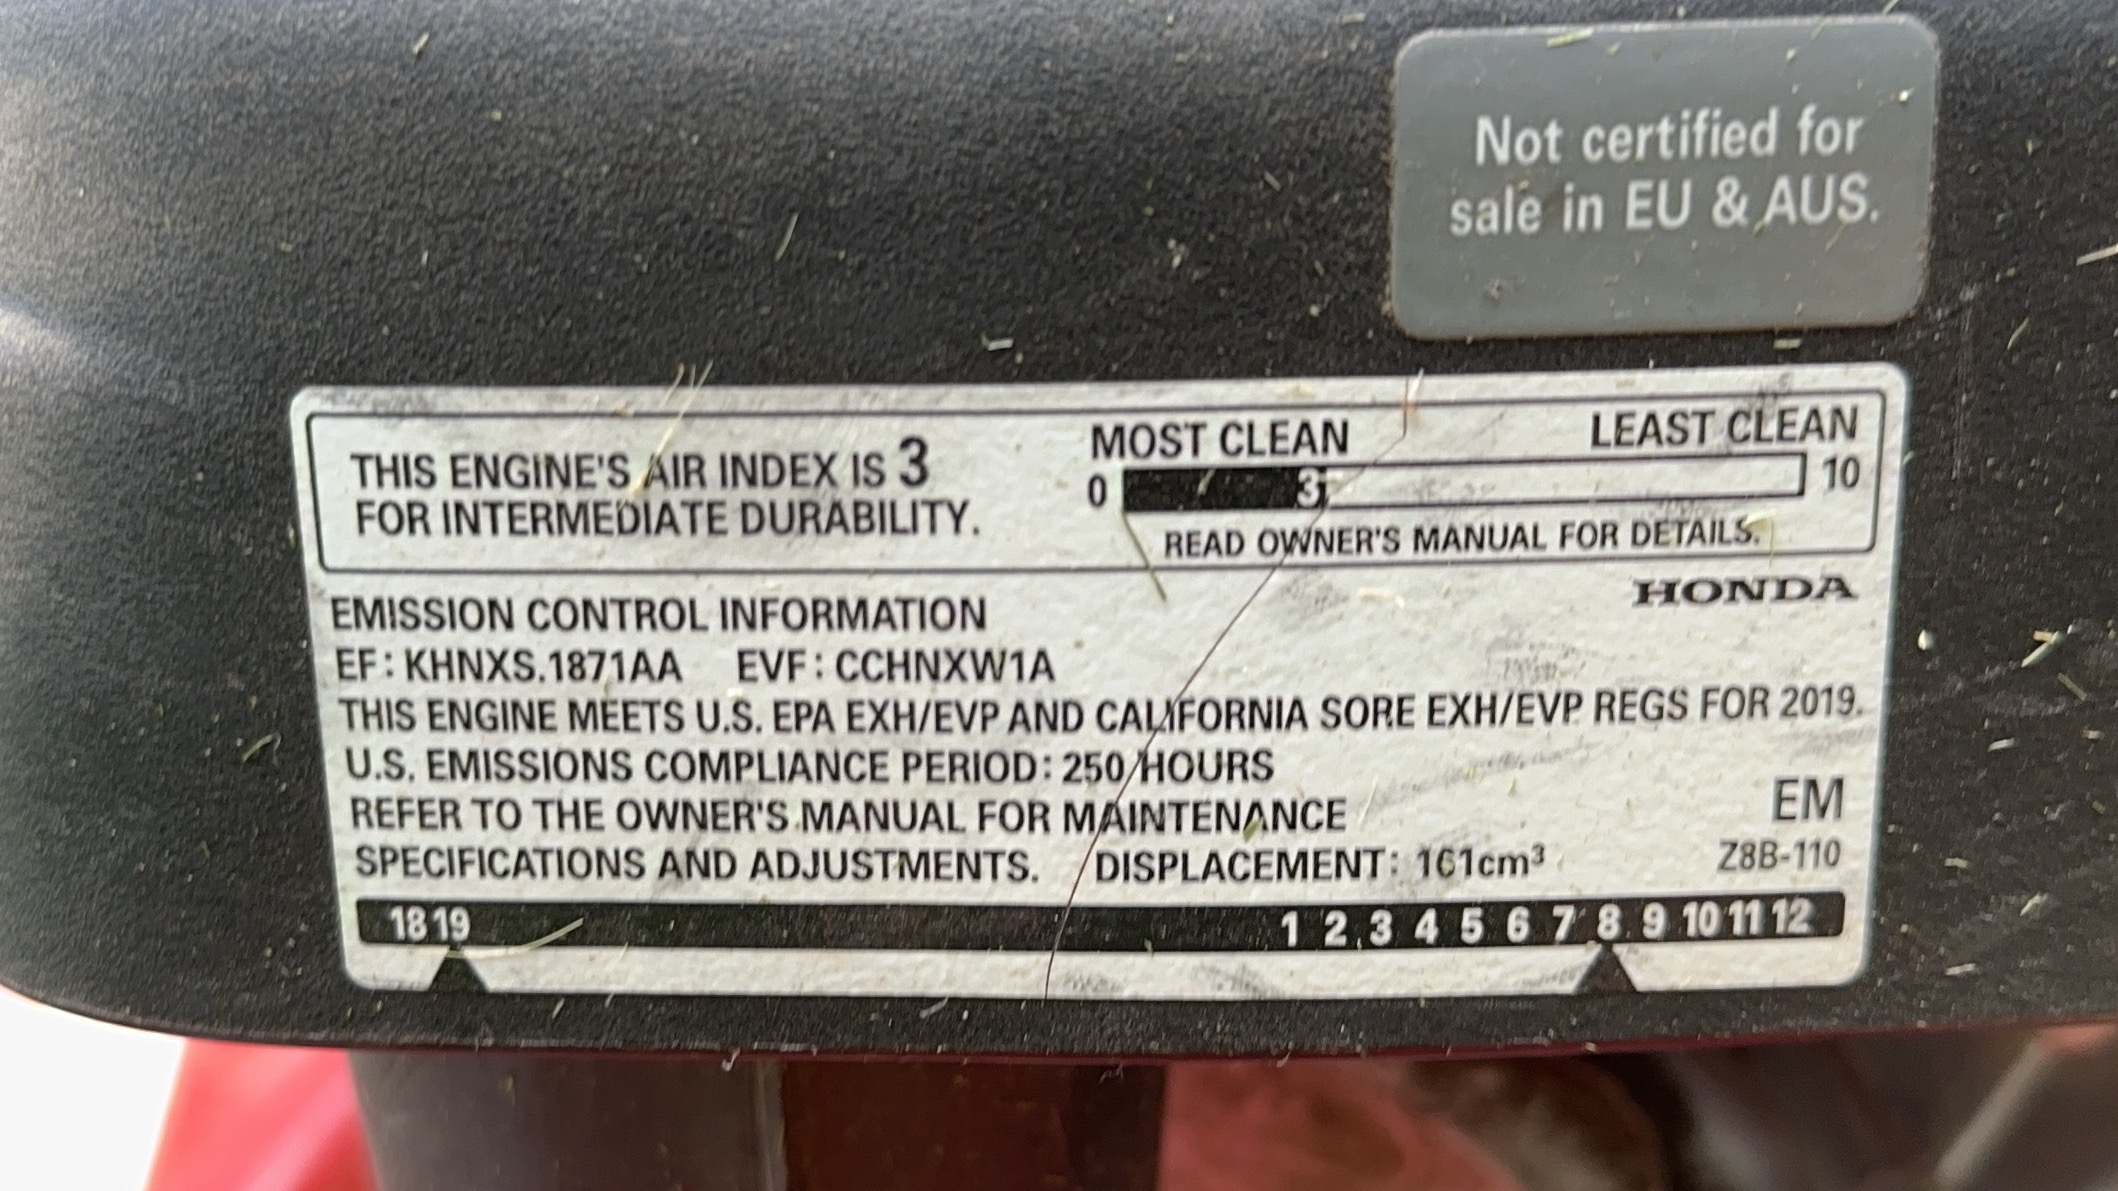 Not certified for
sale in EU & AUS.
THIS ENGINE'S AIR INDEX IS 3
FOR INTERMEDIATE DURABILITY.
MOST CLEAN LEAST CLEAN
0 3 10
READ OWNER'S MANUAL FOR DETAILS.
HONDA
EMISSION CONTROL INFORMATION
EF: KHNXS.1871AA EVF: CCHNXW1A
THIS ENGINE MEETS U.S. EPA EXH/EVP AND CALIFORNIA SORE EXH/EVP REGS FOR 2019.
U.S. EMISSIONS COMPLIANCE PERIOD: 250 HOURS
REFER TO THE OWNER'S MANUAL FOR MAINTENANCE
SPECIFICATIONS AND ADJUSTMENTS. DISPLACEMENT: 161cm³
EM
Z8B-110
18 19 1 2 3 4 5 6 7 8 9 10 11 12